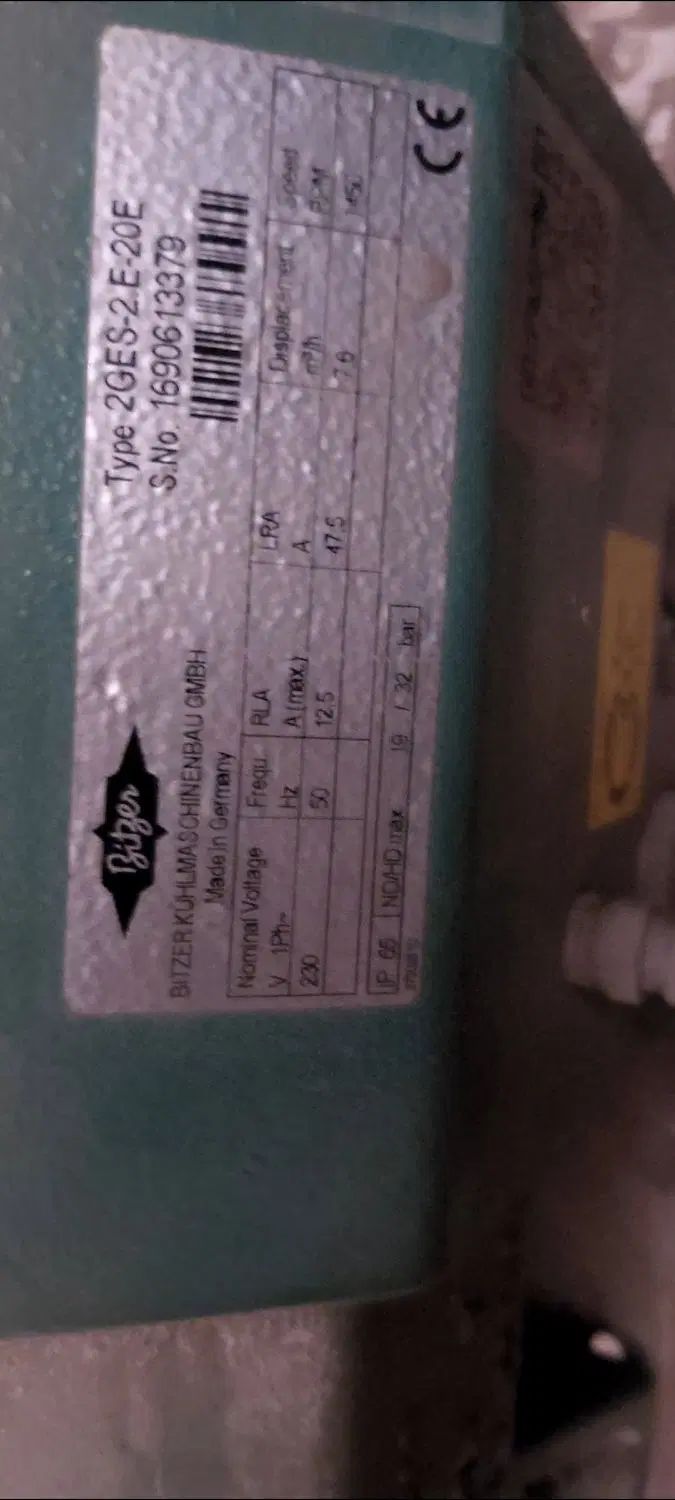 Bitzer
Type 2GES-2.E-20E
S.No. 1690613379
BITZER KÜHLMASCHINENBAU GMBH
Made in Germany
Nominal Voltage Frequ. RLA LRA Displacement Speed
V 1Ph~ Hz A (max.) A m³/h RPM
230 50 12.5 47.5 7.6 1450
IP 65 ND/HD max 19 / 32 bar
CE